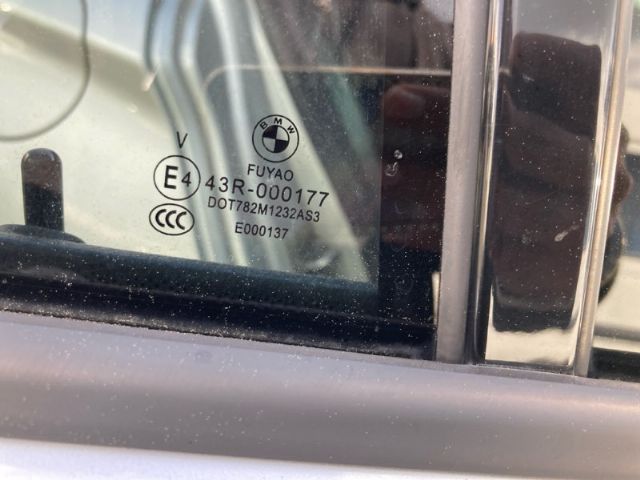 BMW
FUYAO
V
E4 43R-000177
DOT782M1232AS3
CCC
E000137